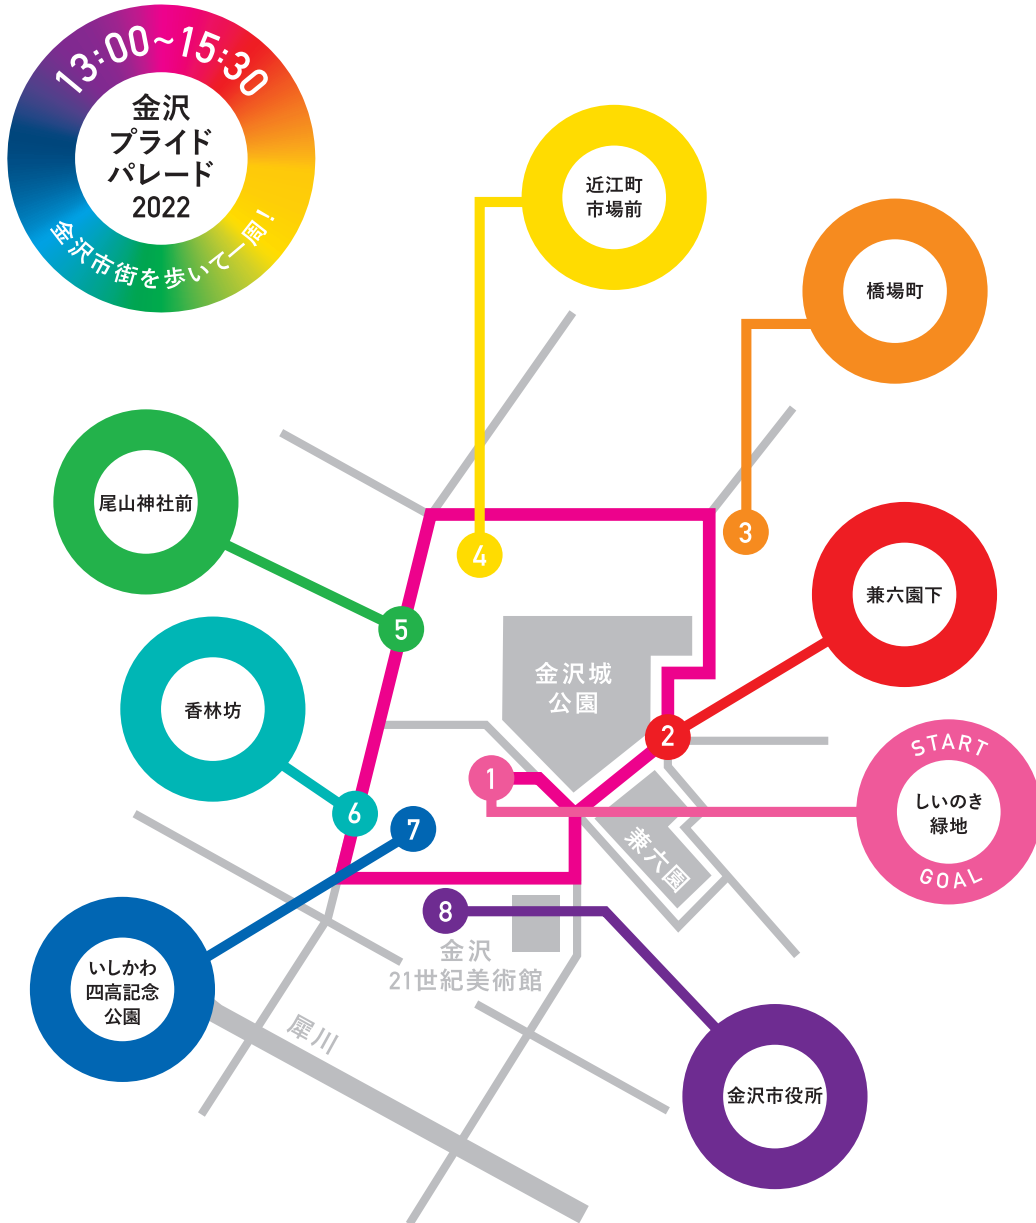 13:00~15:30
金沢
プライド
パレード
2022
金沢市街を歩いて一周!
近江町
市場前
橋場町
尾山神社前
4
3
兼六園下
5
金沢城
公園
香林坊
2
1
START
しいのき
緑地
GOAL
6
7
兼六園
8
金沢
21世紀美術館
いしかわ
四高記念
公園
犀川
金沢市役所